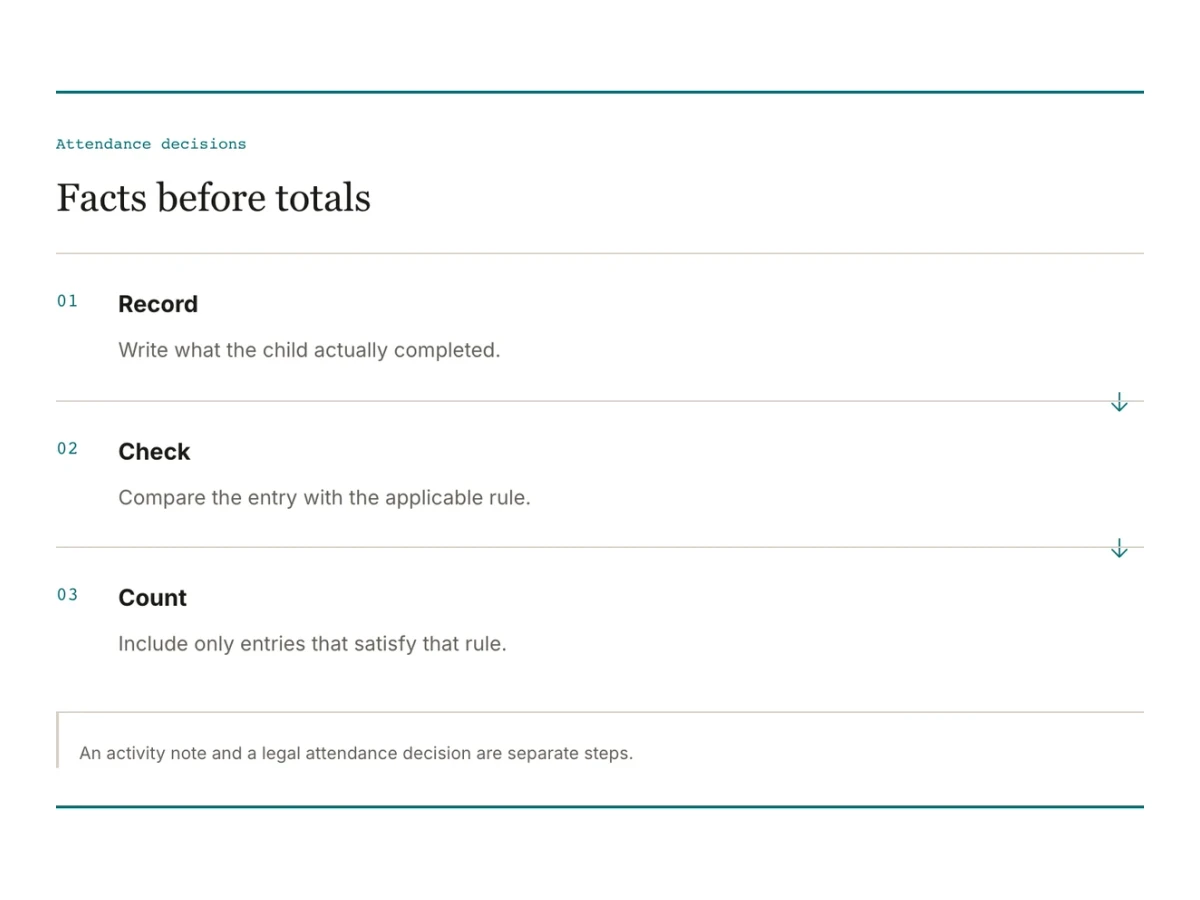 Attendance decisions
Facts before totals
01
Record
Write what the child actually completed.
02
Check
Compare the entry with the applicable rule.
03
Count
Include only entries that satisfy that rule.
An activity note and a legal attendance decision are separate steps.